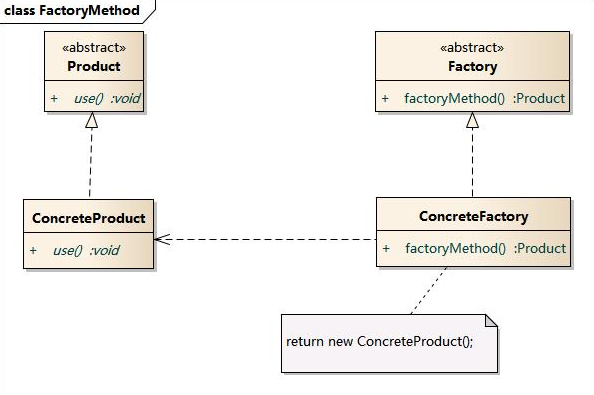 class FactoryMethod
«abstract»
Product
+ use() :void
«abstract»
Factory
+ factoryMethod() :Product
ConcreteProduct
+ use() :void
ConcreteFactory
+ factoryMethod() :Product
return new ConcreteProduct();